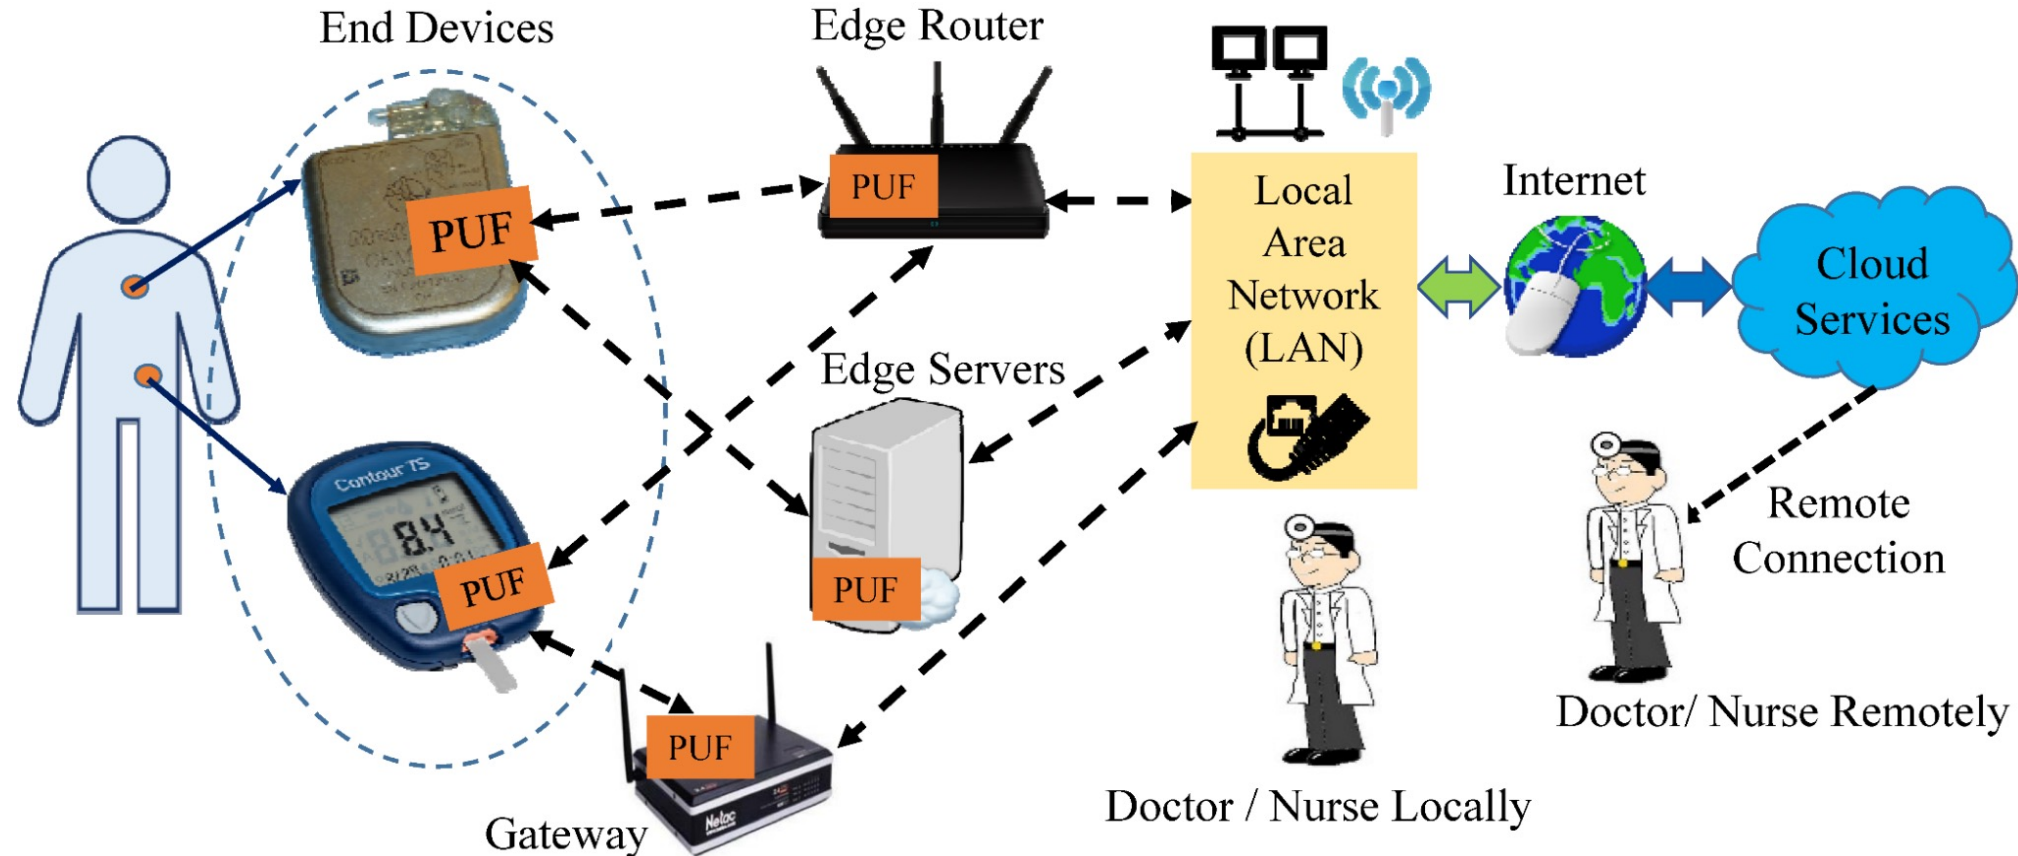 End Devices
Edge Router
Internet
PUF
PUF
Local
Area
Network
(LAN)
Cloud
Services
Edge Servers
Contour TS
8.4
PUF
PUF
Remote
Connection
PUF
Netac
Gateway
Doctor / Nurse Locally
Doctor/ Nurse Remotely